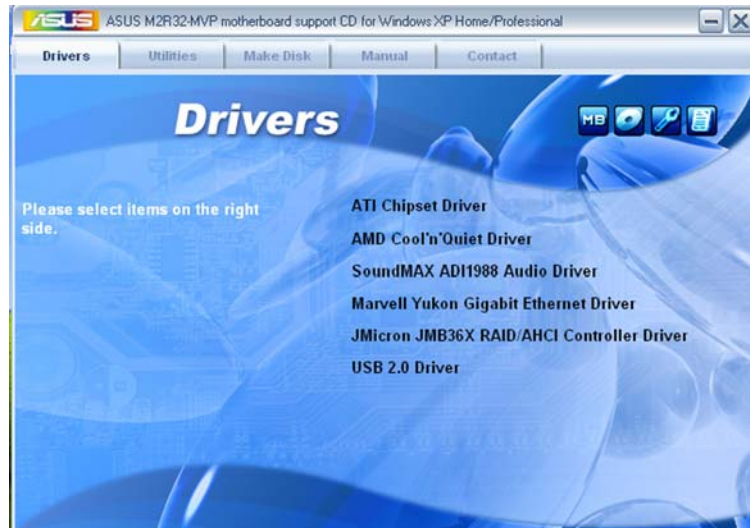 ASUS ASUS M2R32-MVP motherboard support CD for Windows XP Home/Professional
Drivers Utilities Make Disk Manual Contact
Drivers
MB
Please select items on the right
side.
ATI Chipset Driver
AMD Cool'n'Quiet Driver
SoundMAX ADI1988 Audio Driver
Marvell Yukon Gigabit Ethernet Driver
JMicron JMB36X RAID/AHCI Controller Driver
USB 2.0 Driver